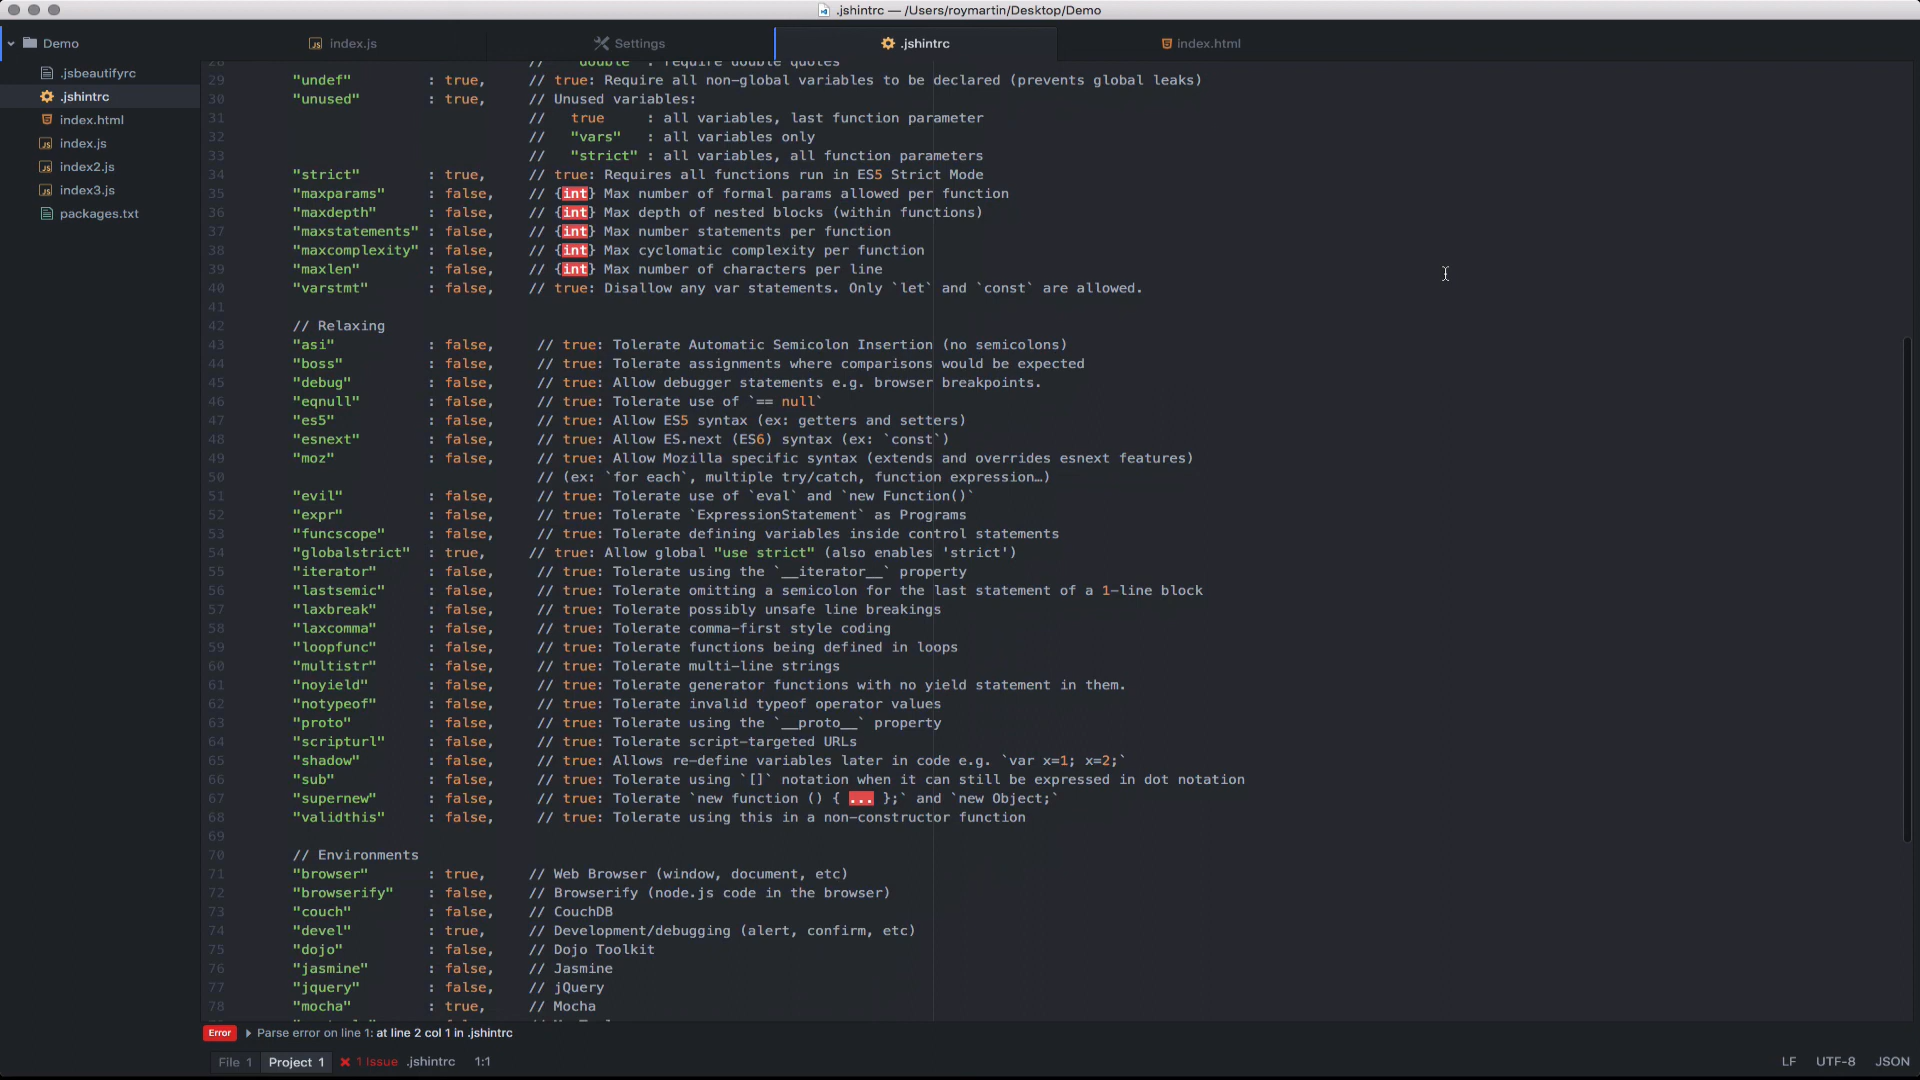 .jshintrc — /Users/roymartin/Desktop/Demo
Demo
index.js
Settings
.jshintrc
index.html
.jsbeautifyrc
.jshintrc
index.html
index.js
index2.js
index3.js
packages.txt
28 // "double" : require double quotes
29 "undef" : true, // true: Require all non-global variables to be declared (prevents global leaks)
30 "unused" : true, // Unused variables:
31 // true : all variables, last function parameter
32 // "vars" : all variables only
33 // "strict" : all variables, all function parameters
34 "strict" : true, // true: Requires all functions run in ES5 Strict Mode
35 "maxparams" : false, // {int} Max number of formal params allowed per function
36 "maxdepth" : false, // {int} Max depth of nested blocks (within functions)
37 "maxstatements" : false, // {int} Max number statements per function
38 "maxcomplexity" : false, // {int} Max cyclomatic complexity per function
39 "maxlen" : false, // {int} Max number of characters per line
40 "varstmt" : false, // true: Disallow any var statements. Only `let` and `const` are allowed.
41
42 // Relaxing
43 "asi" : false, // true: Tolerate Automatic Semicolon Insertion (no semicolons)
44 "boss" : false, // true: Tolerate assignments where comparisons would be expected
45 "debug" : false, // true: Allow debugger statements e.g. browser breakpoints.
46 "eqnull" : false, // true: Tolerate use of `== null`
47 "es5" : false, // true: Allow ES5 syntax (ex: getters and setters)
48 "esnext" : false, // true: Allow ES.next (ES6) syntax (ex: `const`)
49 "moz" : false, // true: Allow Mozilla specific syntax (extends and overrides esnext features)
50 // (ex: `for each`, multiple try/catch, function expression…)
51 "evil" : false, // true: Tolerate use of `eval` and `new Function()`
52 "expr" : false, // true: Tolerate `ExpressionStatement` as Programs
53 "funcscope" : false, // true: Tolerate defining variables inside control statements
54 "globalstrict" : true, // true: Allow global "use strict" (also enables 'strict')
55 "iterator" : false, // true: Tolerate using the `__iterator__` property
56 "lastsemic" : false, // true: Tolerate omitting a semicolon for the last statement of a 1-line block
57 "laxbreak" : false, // true: Tolerate possibly unsafe line breakings
58 "laxcomma" : false, // true: Tolerate comma-first style coding
59 "loopfunc" : false, // true: Tolerate functions being defined in loops
60 "multistr" : false, // true: Tolerate multi-line strings
61 "noyield" : false, // true: Tolerate generator functions with no yield statement in them.
62 "notypeof" : false, // true: Tolerate invalid typeof operator values
63 "proto" : false, // true: Tolerate using the `__proto__` property
64 "scripturl" : false, // true: Tolerate script-targeted URLs
65 "shadow" : false, // true: Allows re-define variables later in code e.g. `var x=1; x=2;`
66 "sub" : false, // true: Tolerate using `[]` notation when it can still be expressed in dot notation
67 "supernew" : false, // true: Tolerate `new function () { ... };` and `new Object;`
68 "validthis" : false, // true: Tolerate using this in a non-constructor function
69
70 // Environments
71 "browser" : true, // Web Browser (window, document, etc)
72 "browserify" : false, // Browserify (node.js code in the browser)
73 "couch" : false, // CouchDB
74 "devel" : true, // Development/debugging (alert, confirm, etc)
75 "dojo" : false, // Dojo Toolkit
76 "jasmine" : false, // Jasmine
77 "jquery" : false, // jQuery
78 "mocha" : true, // Mocha
Error Parse error on line 1: at line 2 col 1 in .jshintrc
File 1 Project 1 1 Issue .jshintrc 1:1 LF UTF-8 JSON